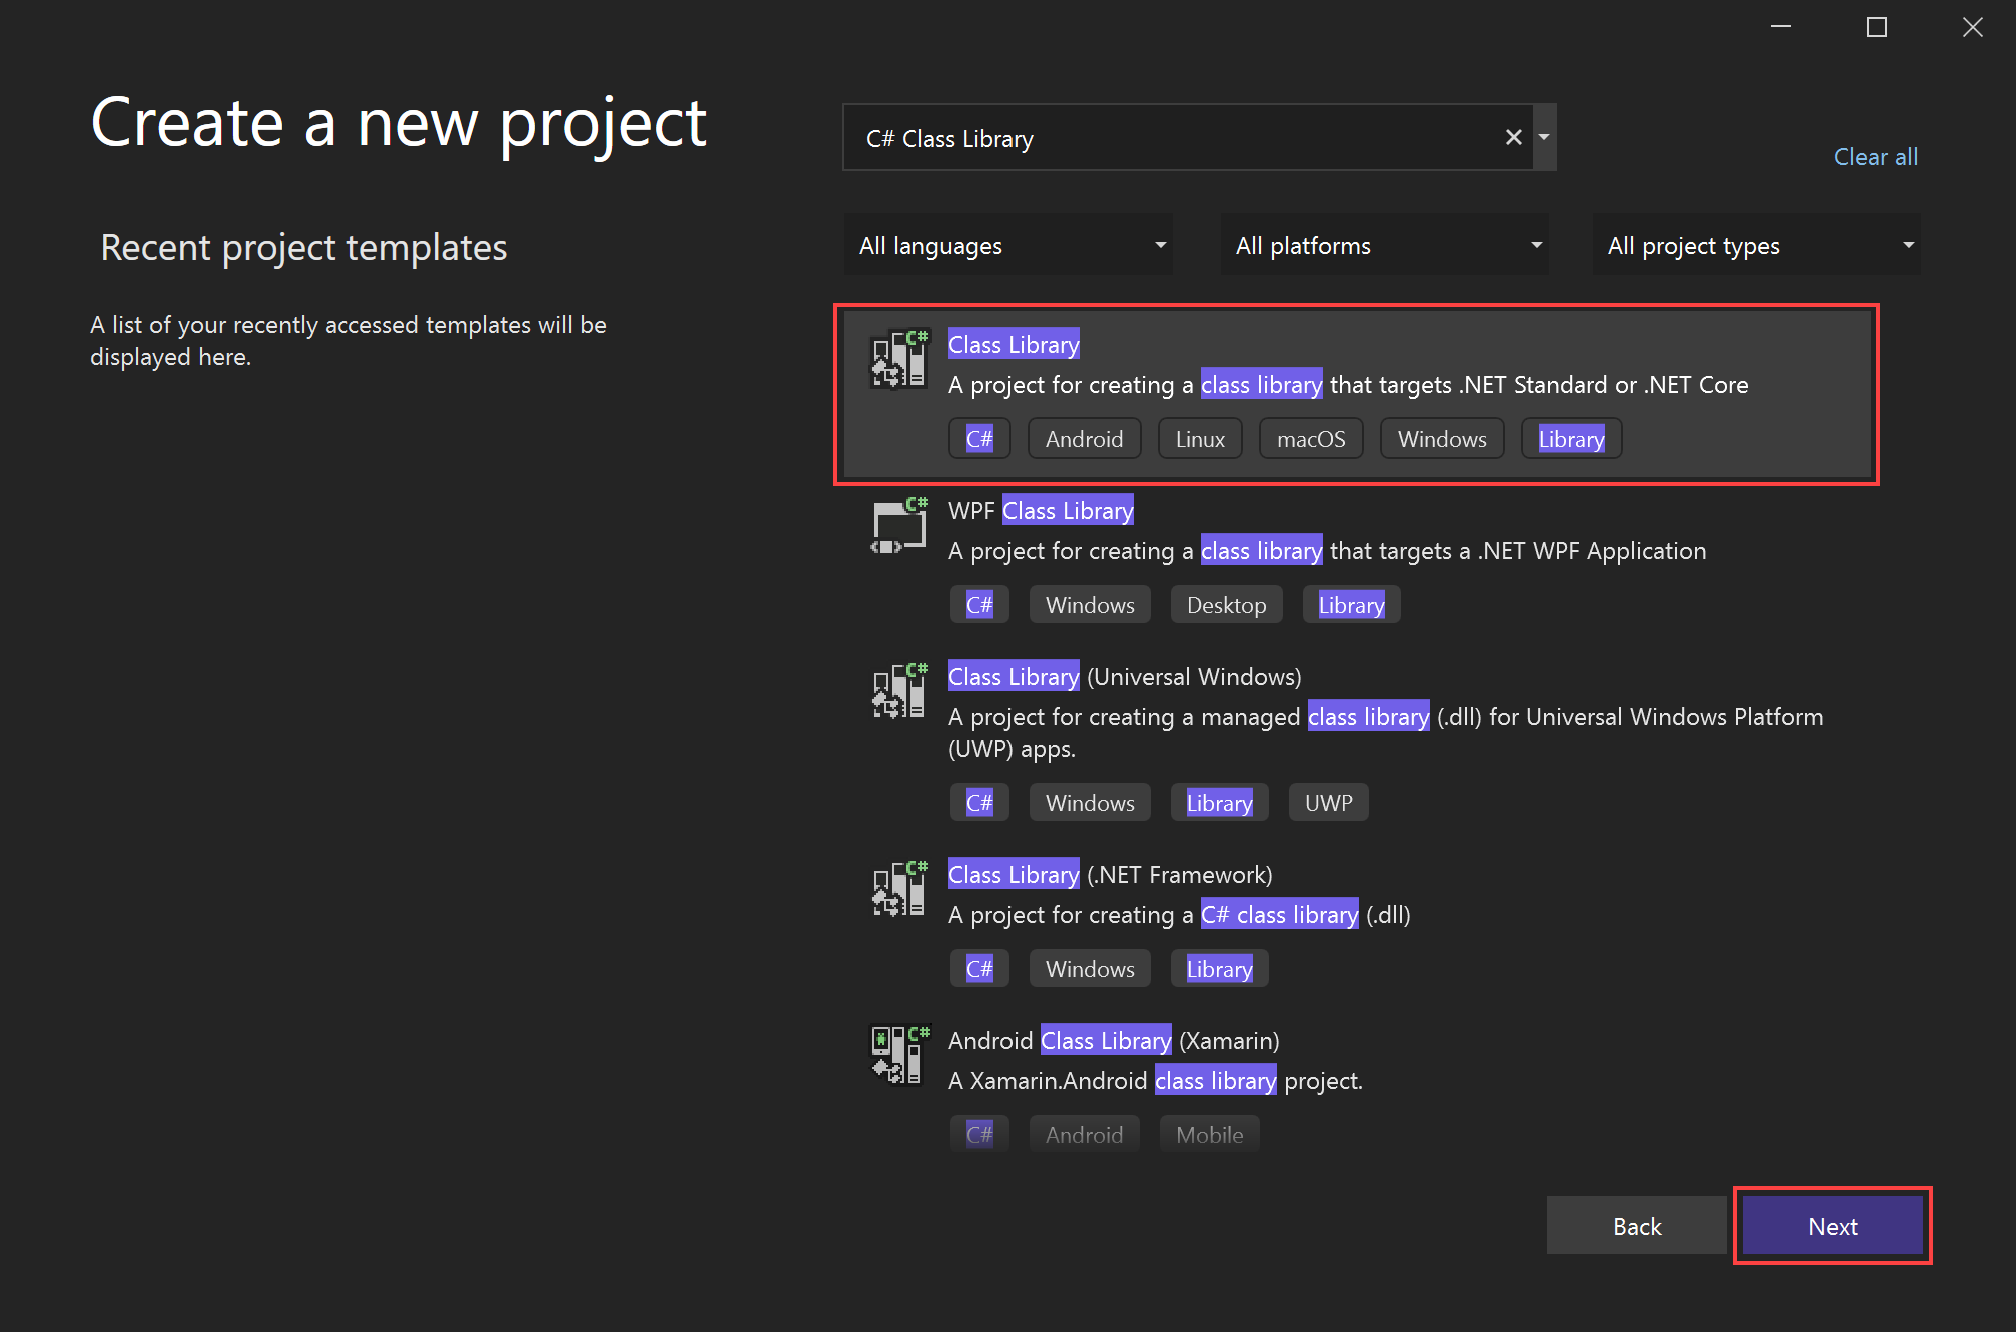 Create a new project
Recent project templates
A list of your recently accessed templates will be
displayed here.
C# Class Library
Clear all
All languages
All platforms
All project types
C#
Class Library
A project for creating a class library that targets .NET Standard or .NET Core
C# Android Linux macOS Windows Library
C#
WPF Class Library
A project for creating a class library that targets a .NET WPF Application
C# Windows Desktop Library
C#
Class Library (Universal Windows)
A project for creating a managed class library (.dll) for Universal Windows Platform
(UWP) apps.
C# Windows Library UWP
C#
Class Library (.NET Framework)
A project for creating a C# class library (.dll)
C# Windows Library
C#
Android Class Library (Xamarin)
A Xamarin.Android class library project.
C# Android Mobile
Back
Next